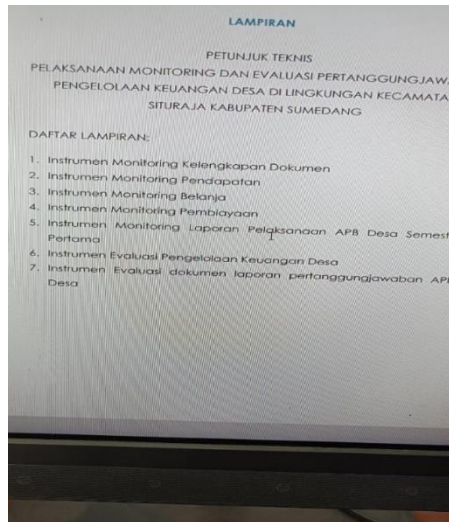 LAMPIRAN
PETUNJUK TEKNIS
PELAKSANAAN MONITORING DAN EVALUASI PERTANGGUNGJAW
PENGELOLAAN KEUANGAN DESA DI LINGKUNGAN KECAMATA
SITURAJA KABUPATEN SUMEDANG
DAFTAR LAMPIRAN:
1. Instrumen Monitoring Kelengkapan Dokumen
2. Instrumen Monitoring Pendapatan
3. Instrumen Monitoring Belanja
4. Instrumen Monitoring Pembiayaan
5. Instrumen Monitoring Laporan Pelaksanaan APB Desa Semest
Pertama
6. Instrumen Evaluasi Pengelolaan Keuangan Desa
7. Instrumen Evaluasi dokumen laporan pertanggungjawaban AP
Desa